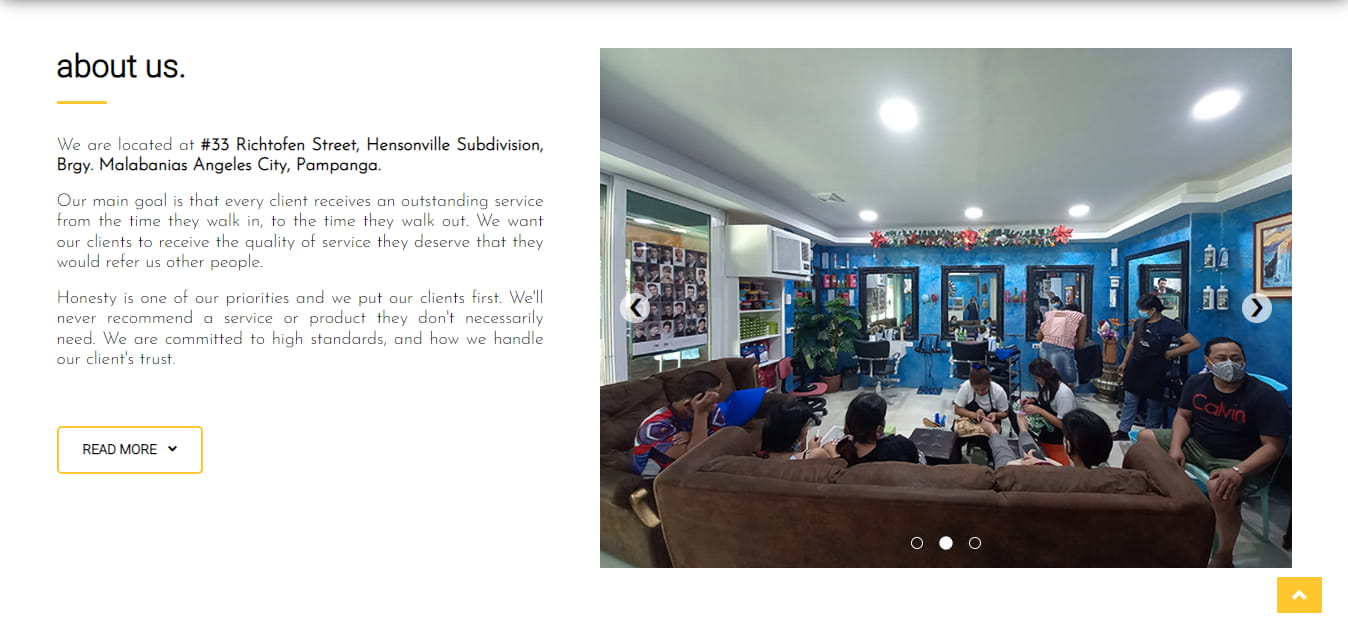 about us.
We are located at #33 Richtofen Street, Hensonville Subdivision,
Brgy. Malabanias Angeles City, Pampanga.
Our main goal is that every client receives an outstanding service
from the time they walk in, to the time they walk out. We want
our clients to receive the quality of service they deserve that they
would refer us other people.
Honesty is one of our priorities and we put our clients first. We'll
never recommend a service or product they don't necessarily
need. We are committed to high standards, and how we handle
our client's trust.
READ MORE
Calvin